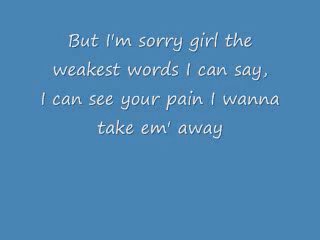 But I'm sorry girl the
weakest words I can say,
I can see your pain I wanna
take em' away